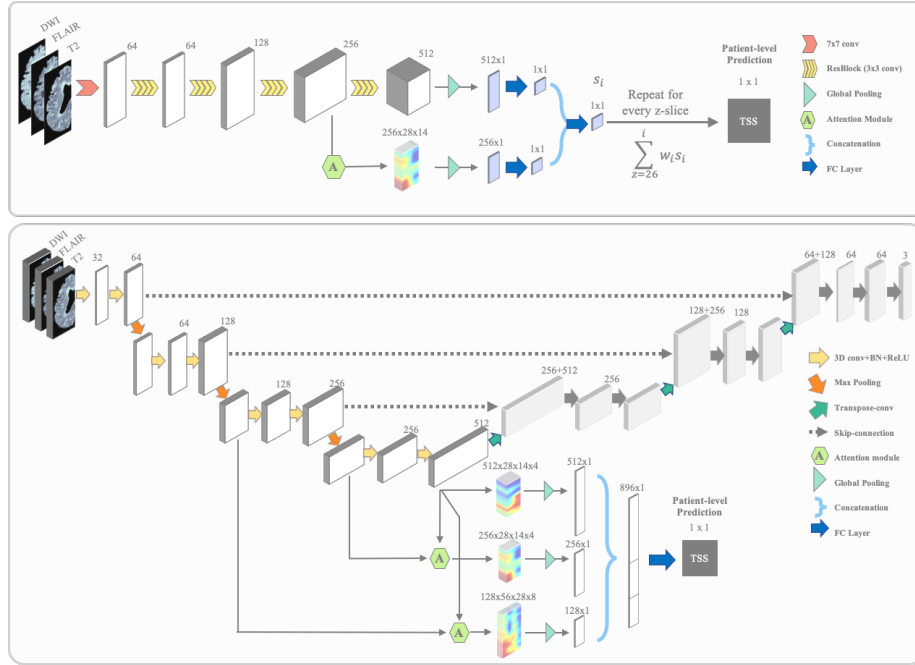 DWI
FLAIR
T2
64
64
128
256
512
512x1
1x1
256x28x14
256x1
1x1
1x1
s_i
Repeat for
every z-slice
i
∑ w_i s_i
z=26
Patient-level
Prediction
1 x 1
TSS
A
7x7 conv
ResBlock (3x3 conv)
Global Pooling
A
Attention Module
Concatenation
FC Layer
DWI
FLAIR
T2
32
64
64
128
128
256
256
512
256+512
256
128+256
128
64+128
64
64
3
512x28x14x4
512x1
896x1
256x28x14x4
256x1
A
128x56x28x8
128x1
A
Patient-level
Prediction
1 x 1
TSS
3D conv+BN+ReLU
Max Pooling
Transpose-conv
Skip-connection
A
Attention module
Global Pooling
Concatenation
FC Layer